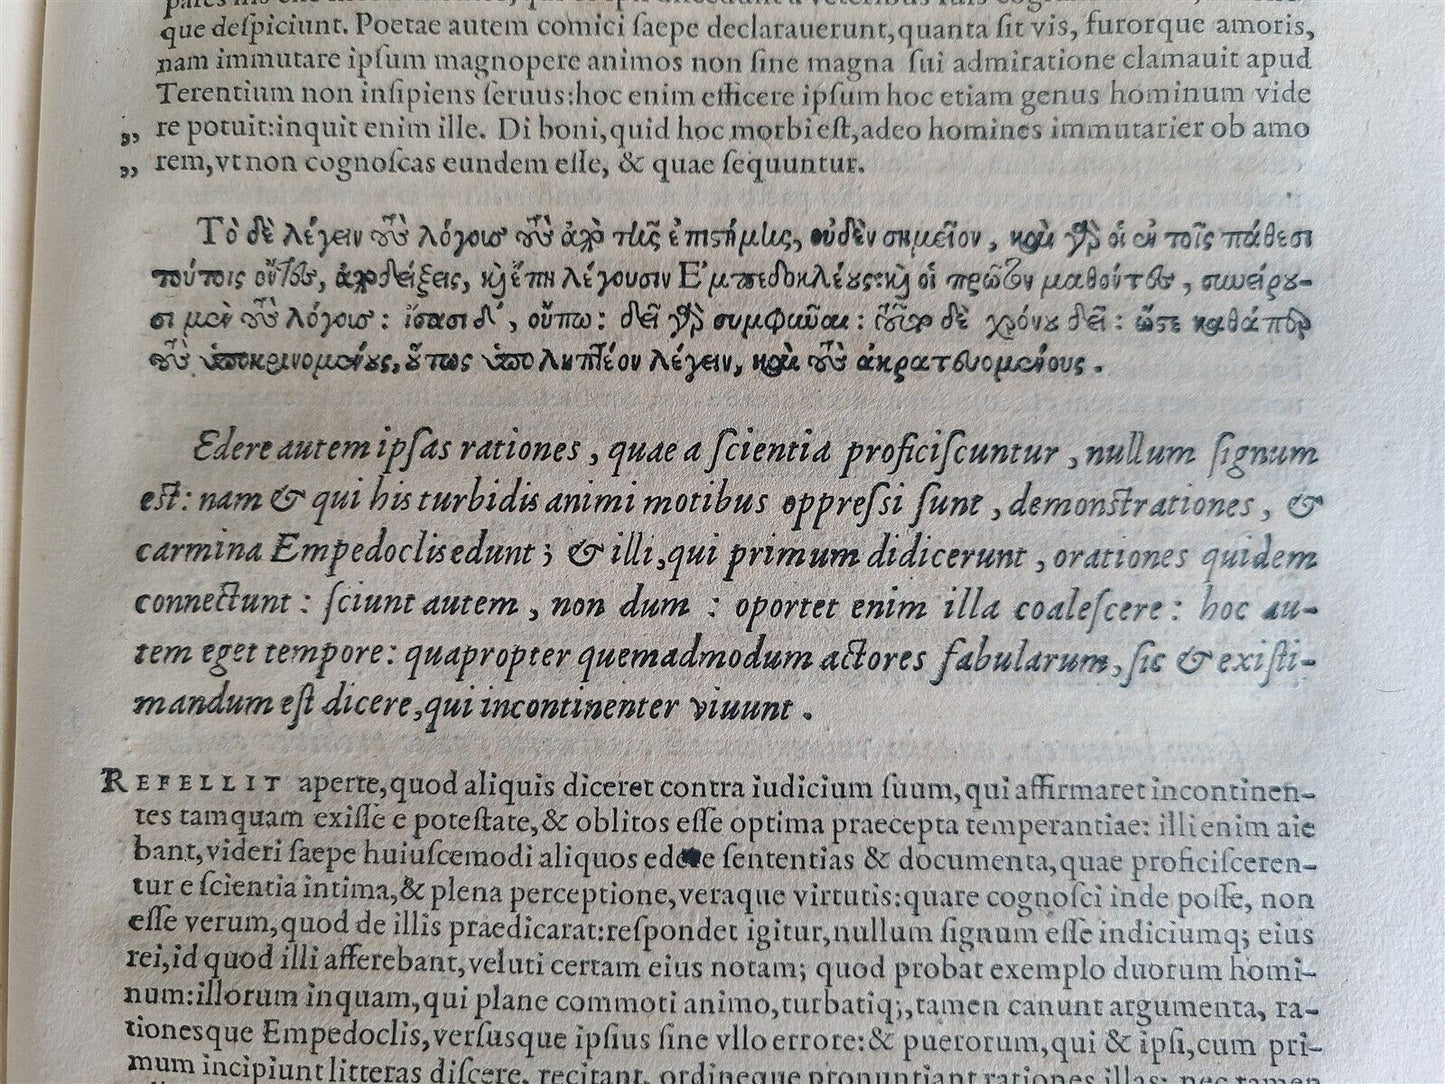 que despiciunt. Poetae autem comici saepe declarauerunt, quanta sit vis, furorque amoris,
nam immutare ipsum magnopere animos non sine magna sui admiratione clamauit apud
Terentium non insipiens seruus: hoc enim efficere ipsum hoc etiam genus hominum vide
„ re potuit: inquit enim ille. Di boni, quid hoc morbi est, adeo homines immutarier ob amo
„ rem, vt non cognoscas eundem esse, & quae sequuntur.
Τὸ δὲ λέγειν τοὺς λόγους τοὺς ἀπὸ τῆς ἐπιστήμης, οὐδὲν σημεῖον, καὶ γὰρ οἱ ἐν τοῖς πάθεσι
τούτοις ὄντες, ἀποδείξεις, καὶ ἔπη λέγουσιν Ἐμπεδοκλέους: καὶ οἱ πρῶτον μαθόντες, συνείρου-
σι μὲν τοὺς λόγους: ἴσασι δ', οὔπω: δεῖ γὰρ συμφῦναι: τοῦτο δὲ χρόνου δεῖ: ὥστε καθάπερ
τοὺς ὑποκρινομένους, οὕτως ὑποληπτέον λέγειν, καὶ τοὺς ἀκρατευομένους.
Edere autem ipsas rationes, quae a scientia proficiscuntur, nullum signum
est: nam & qui his turbidis animi motibus oppressi sunt, demonstrationes, &
carmina Empedoclis edunt; & illi, qui primum didicerunt, orationes quidem
connectunt: sciunt autem, non dum: oportet enim illa coalescere: hoc au-
tem eget tempore: quapropter quemadmodum actores fabularum, sic & existi-
mandum est dicere, qui incontinenter viuunt.
REFELLIT aperte, quod aliquis diceret contra iudicium suum, qui affirmaret incontinen-
tes tamquam exisse e potestate, & oblitos esse optima praecepta temperantiae: illi enim aie
bant, videri saepe huiuscemodi aliquos edere sententias & documenta, quae proficisceren-
tur e scientia intima, & plena perceptione, veraque virtutis: quare cognosci inde posse, non
esse verum, quod de illis praedicarat: respondet igitur, nullum signum esse indiciumq; eius
rei, id quod illi afferebant, veluti certam eius notam; quod probat exemplo duorum homi-
num: illorum inquam, qui plane commoti animo, turbatiq;, tamen canunt argumenta, ra-
tionesque Empedoclis, versusque ipsius sine vllo errore: & puerorum, qui & ipsi, cum pri-
mum incipiunt litteras discere, recitant, ordineque pronuntiant rationes illas: nec tamen